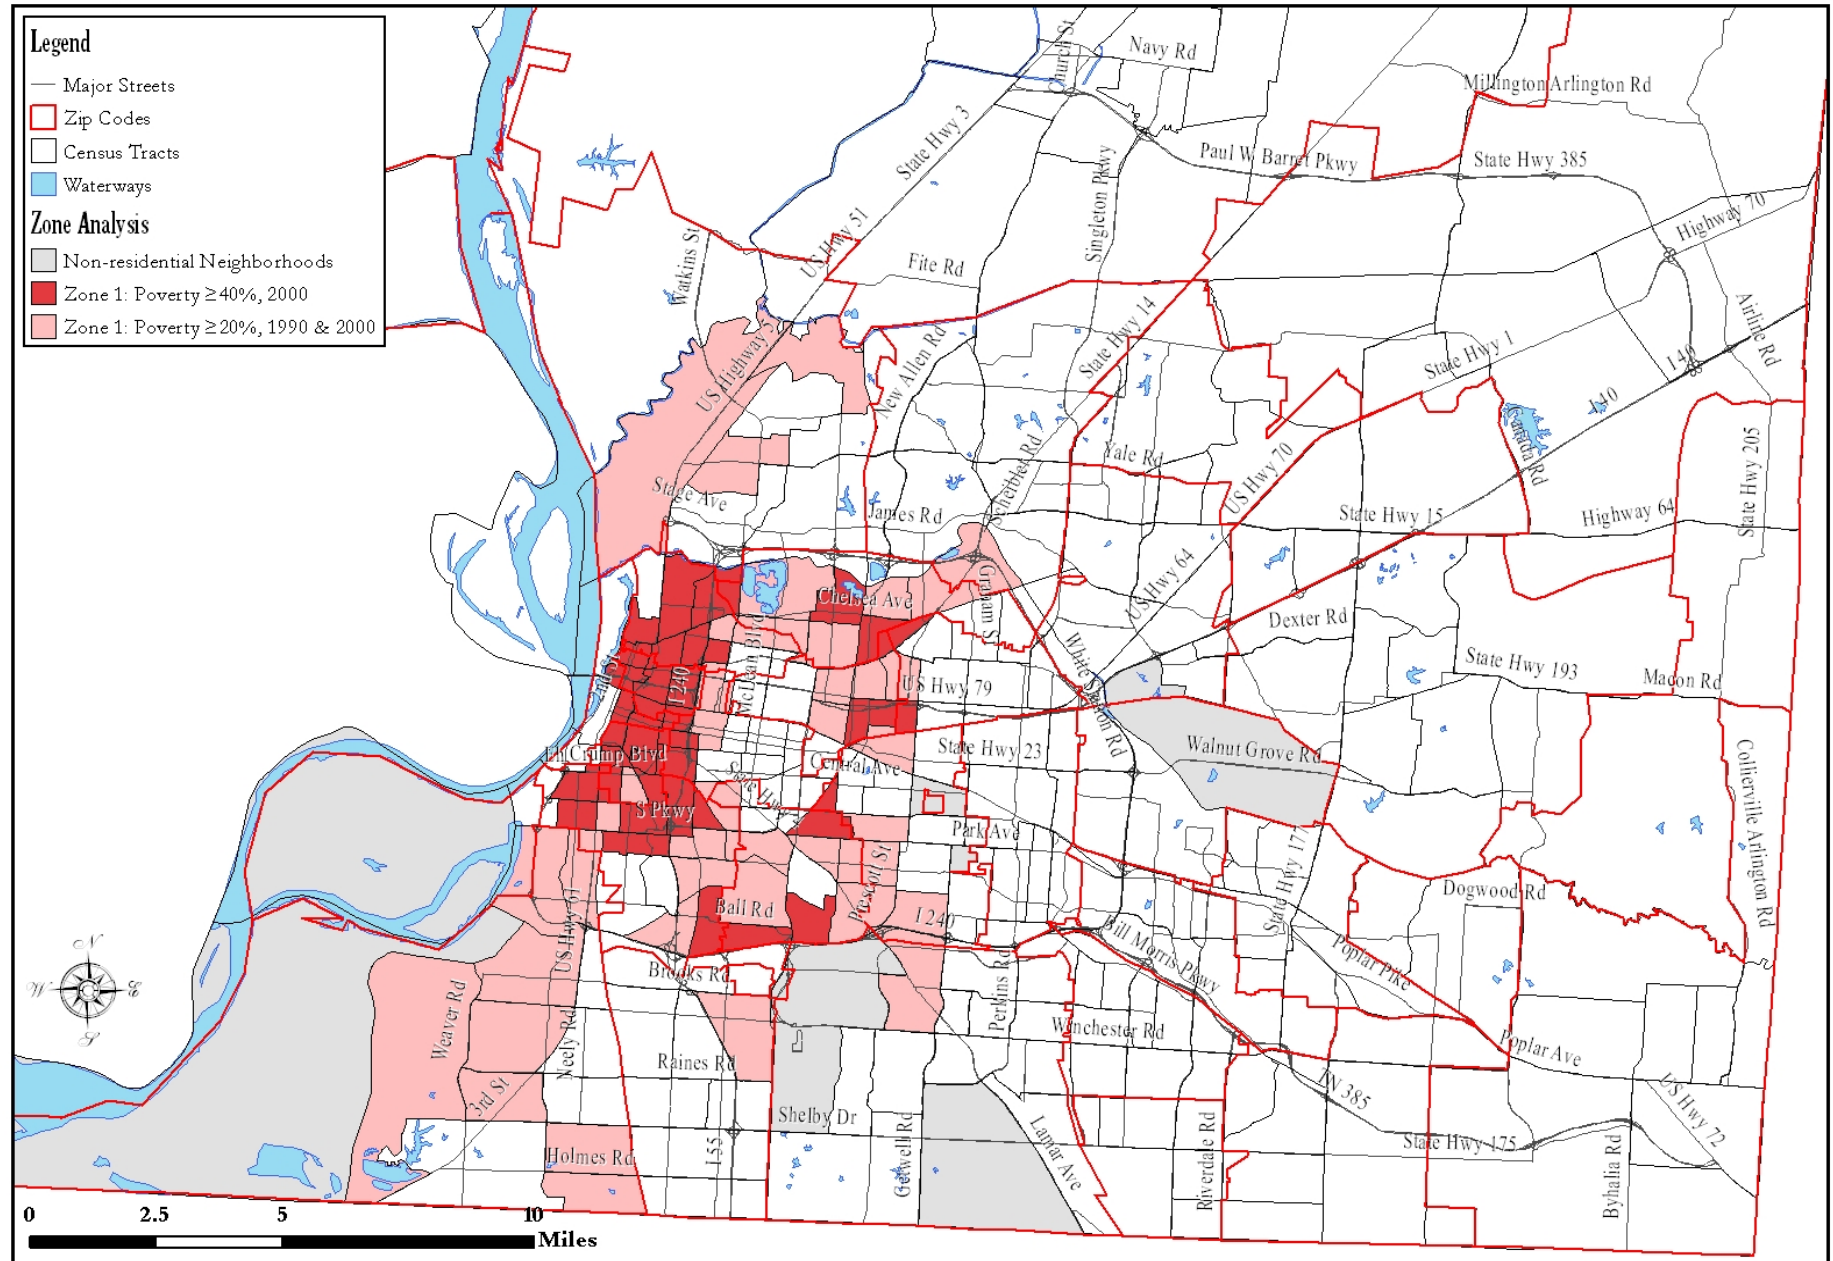 Legend
Major Streets
Zip Codes
Census Tracts
Waterways
Zone Analysis
Non-residential Neighborhoods
Zone 1: Poverty ≥40%, 2000
Zone 1: Poverty ≥20%, 1990 & 2000
Church St
Navy Rd
Millington Arlington Rd
State Hwy 3
Paul W Barret Pkwy
State Hwy 385
Singleton Pkwy
Highway 70
US Hwy 51
Watkins St
Fite Rd
State Hwy 14
Airline Rd
US Highway 5
New Allen Rd
State Hwy 1
I 40
I 40
Canada Rd
Yale Rd
US Hwy 70
State Hwy 205
Scheibler Rd
Stage Ave
James Rd
State Hwy 15
Highway 64
US Hwy 64
Chelsea Ave
Graham St
Dexter Rd
McLean Blvd
White Station Rd
State Hwy 193
Macon Rd
2nd St
I 240
US Hwy 79
EH Crump Blvd
State Hwy 23
Walnut Grove Rd
Central Ave
State Hwy
Collierville Arlington Rd
S Pkwy
Park Ave
State Hwy 177
Prescott St
Dogwood Rd
Ball Rd
I 240
US Hwy 61
Bill Morris Pkwy
Poplar Pike
Brooks Rd
Perkins Rd
Weaver Rd
Neely Rd
Winchester Rd
Poplar Ave
Raines Rd
3rd St
TN 385
US Hwy 72
Shelby Dr
Getwell Rd
Lamar Ave
Riverdale Rd
State Hwy 175
Byhalia Rd
Holmes Rd
I 55
N
W E
S
0 2.5 5 10
Miles